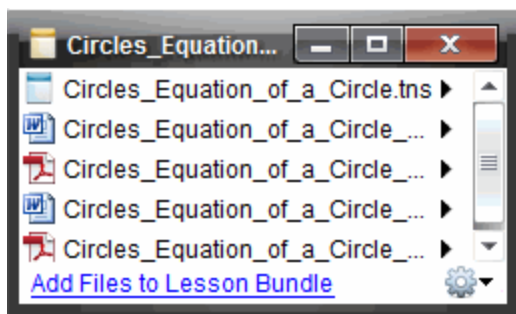 Circles_Equation...
Circles_Equation_of_a_Circle.tns
Circles_Equation_of_a_Circle_...
Circles_Equation_of_a_Circle_...
Circles_Equation_of_a_Circle_...
Circles_Equation_of_a_Circle_...
Add Files to Lesson Bundle